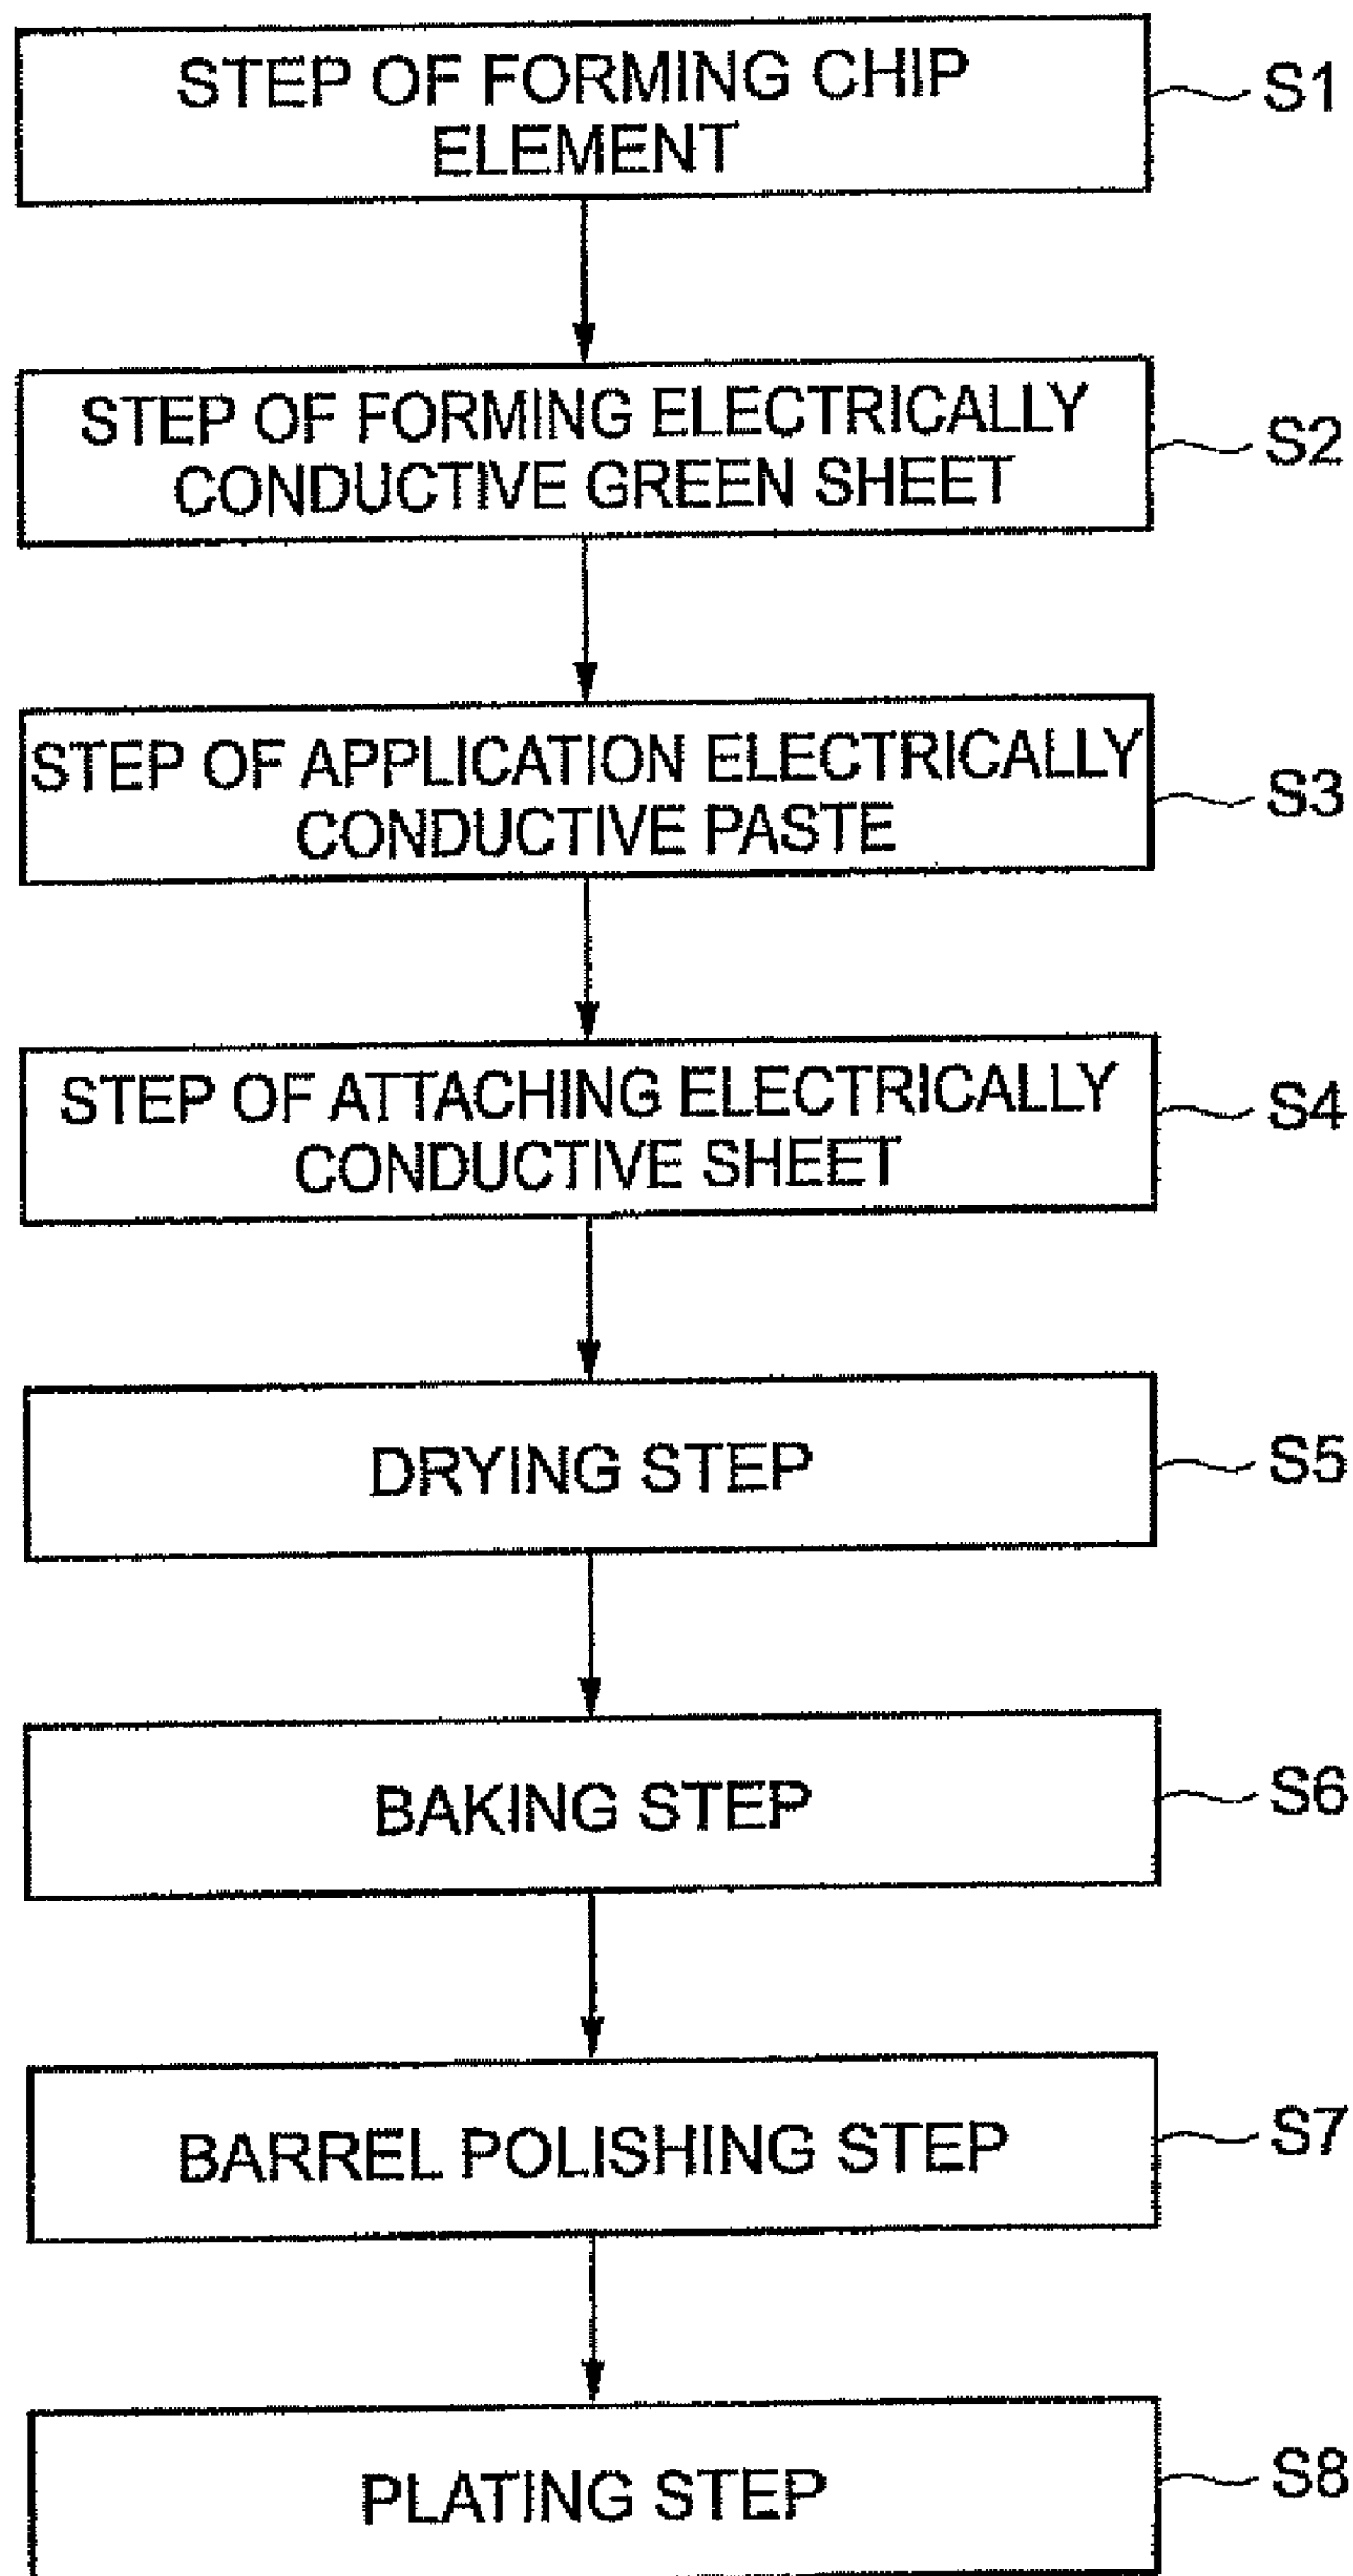 STEP OF FORMING CHIP
ELEMENT
S1
STEP OF FORMING ELECTRICALLY
CONDUCTIVE GREEN SHEET
S2
STEP OF APPLICATION ELECTRICALLY
CONDUCTIVE PASTE
S3
STEP OF ATTACHING ELECTRICALLY
CONDUCTIVE SHEET
S4
DRYING STEP
S5
BAKING STEP
S6
BARREL POLISHING STEP
S7
PLATING STEP
S8